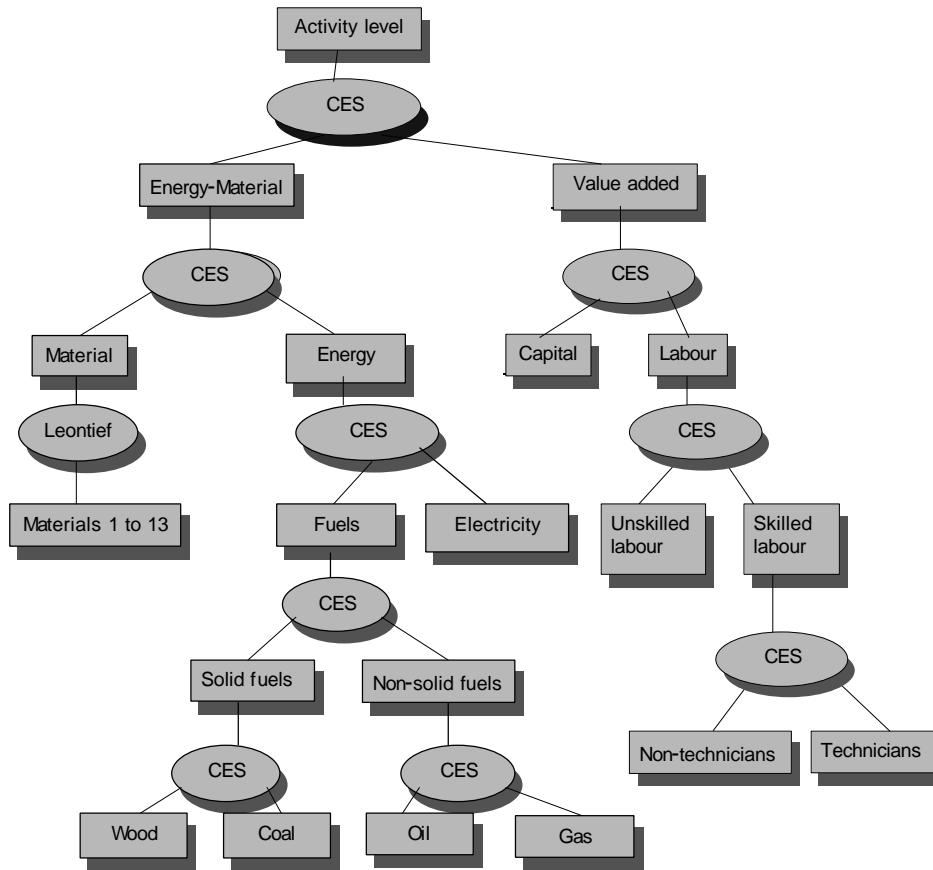 Activity level
CES
Energy-Material
Value added
CES
CES
Material
Energy
Capital
Labour
Leontief
CES
CES
Materials 1 to 13
Fuels
Electricity
Unskilled
labour
Skilled
labour
CES
CES
Solid fuels
Non-solid fuels
Non-technicians
Technicians
CES
CES
Wood
Coal
Oil
Gas